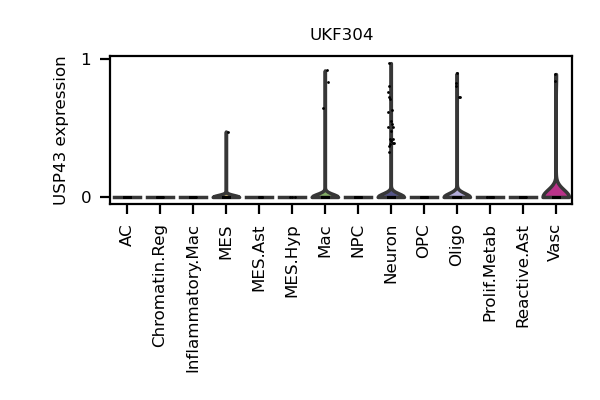 UKF304
USP43 expression
1
0
AC
Chromatin.Reg
Inflammatory.Mac
MES
MES.Ast
MES.Hyp
Mac
NPC
Neuron
OPC
Oligo
Prolif.Metab
Reactive.Ast
Vasc